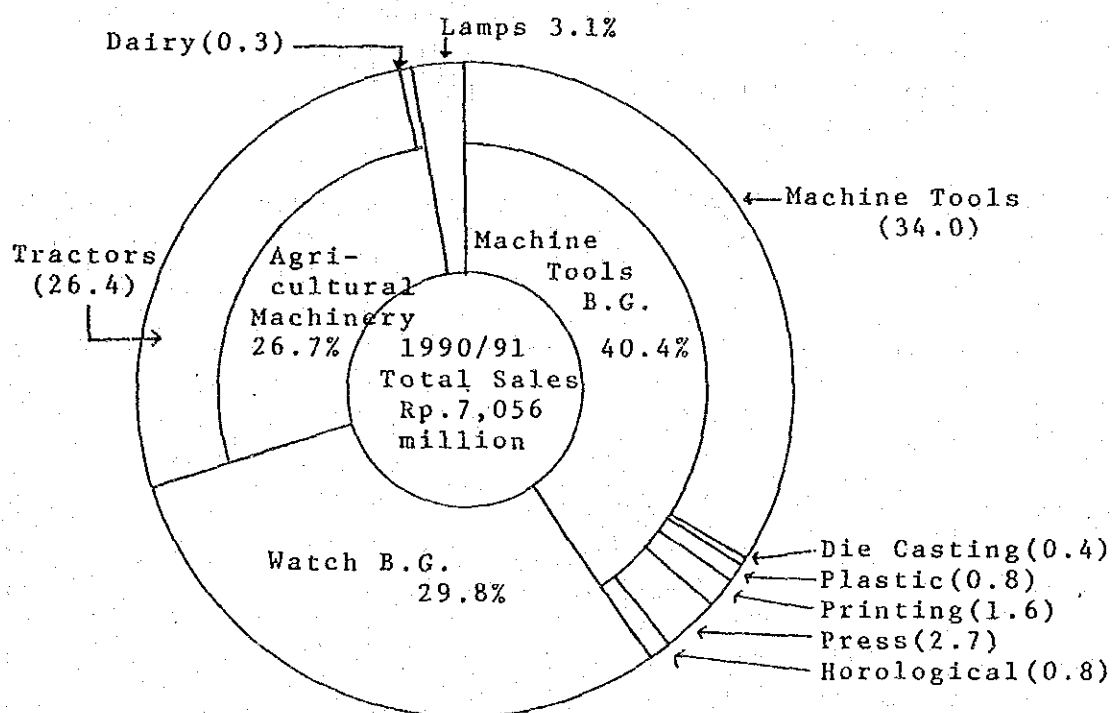 Lamps 3.1%
Dairy(0.3)
Machine Tools
(34.0)
Tractors
(26.4)
Agri-
cultural
Machinery
26.7%
Machine
Tools
B.G.
40.4%
1990/91
Total Sales
Rp.7,056
million
Watch B.G.
29.8%
Die Casting(0.4)
Plastic(0.8)
Printing(1.6)
Press(2.7)
Horological(0.8)